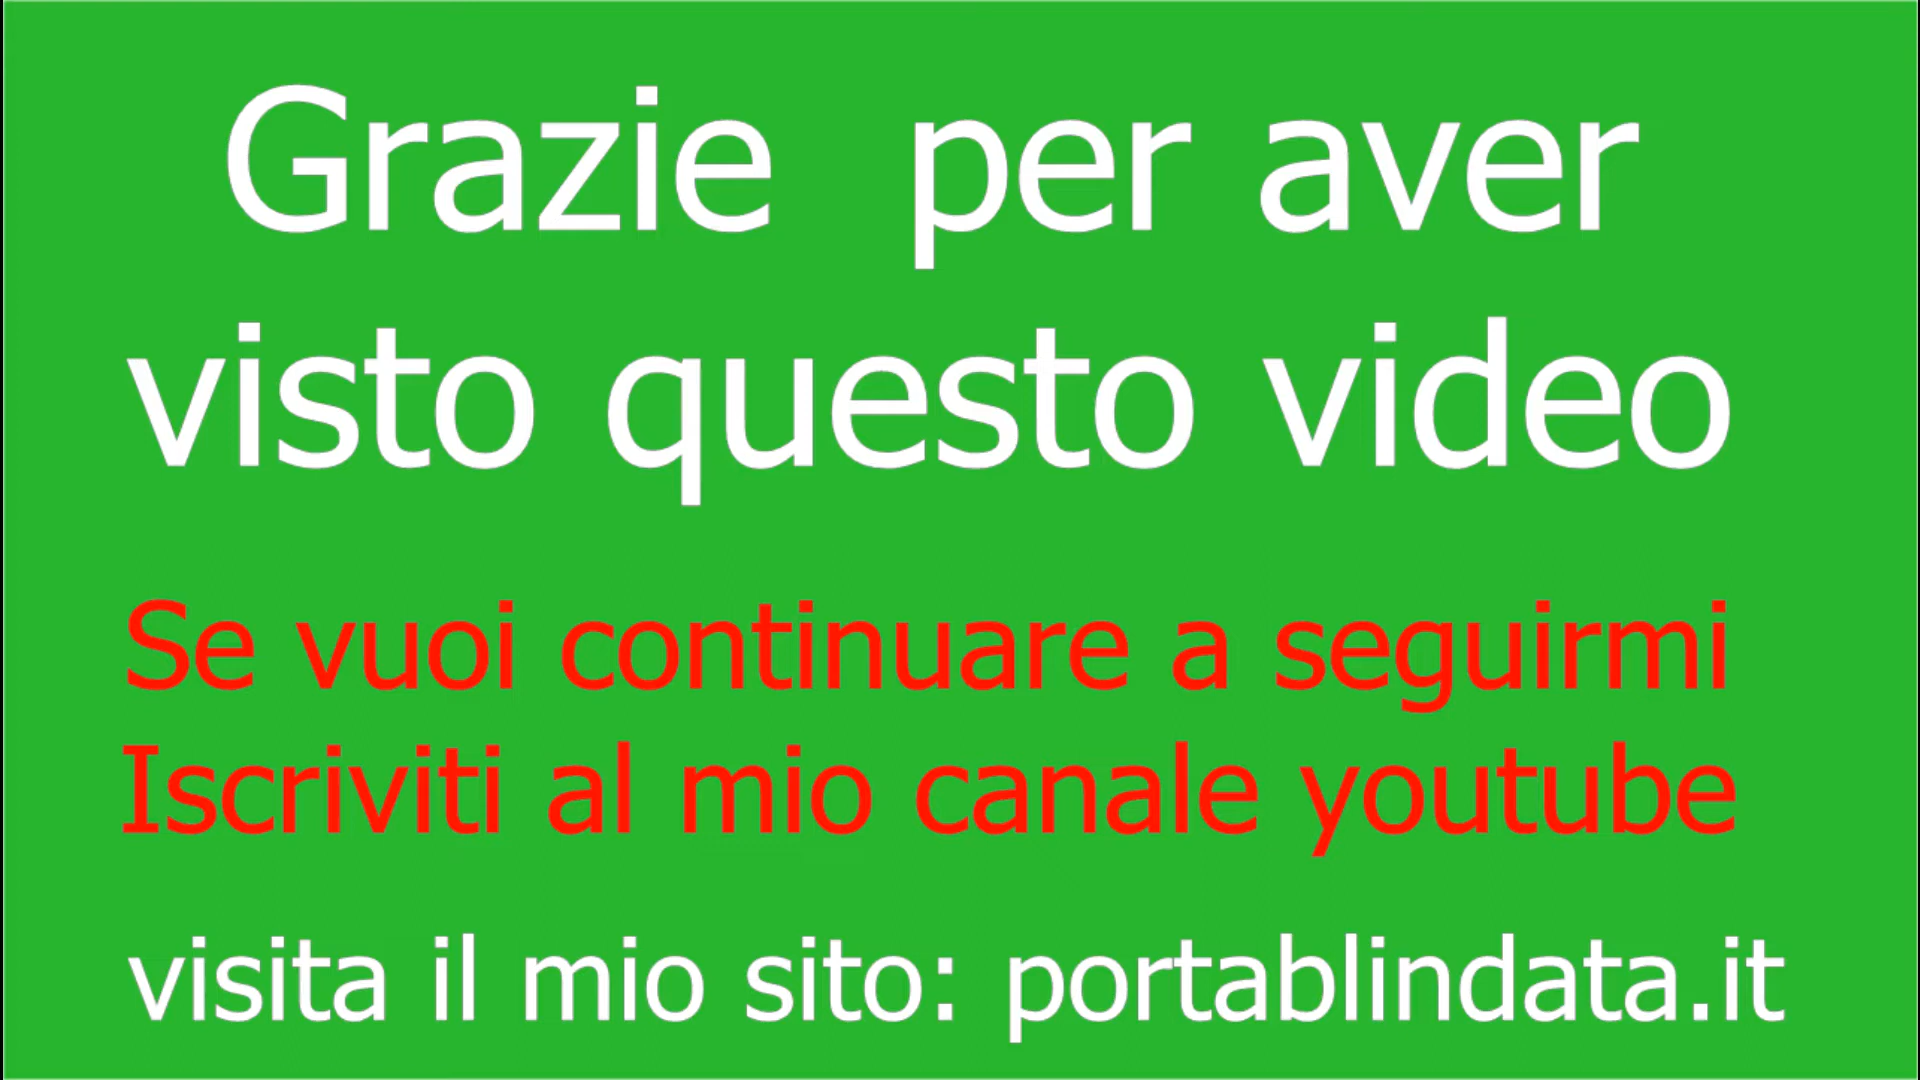 Grazie  per aver
visto questo video
Se vuoi continuare a seguirmi
Iscriviti al mio canale youtube
visita il mio sito: portablindata.it